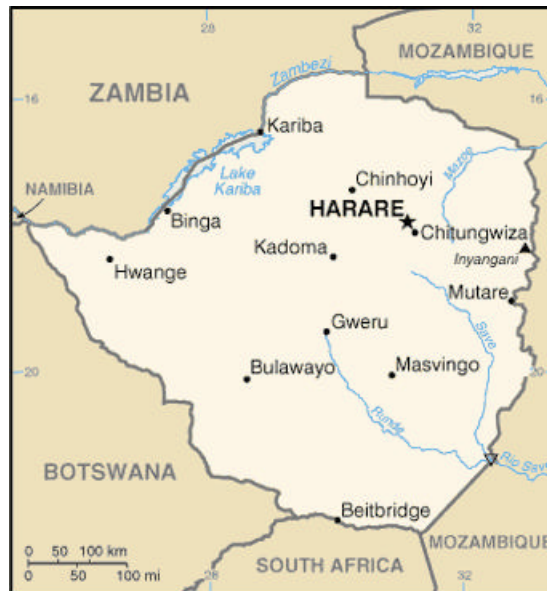 28
32
MOZAMBIQUE
Zambezi
ZAMBIA
16
16
Kariba
Lake
Kariba
Mazoe
Chinhoyi
NAMIBIA
HARARE
Binga
Chitungwiza
Kadoma
Inyangani
Hwange
Mutare
Gweru
Save
Bulawayo
Masvingo
20
20
Runde
Rio Save
BOTSWANA
Beitbridge
MOZAMBIQUE
0 50 100 km
0 50 100 mi
SOUTH AFRICA
28
32